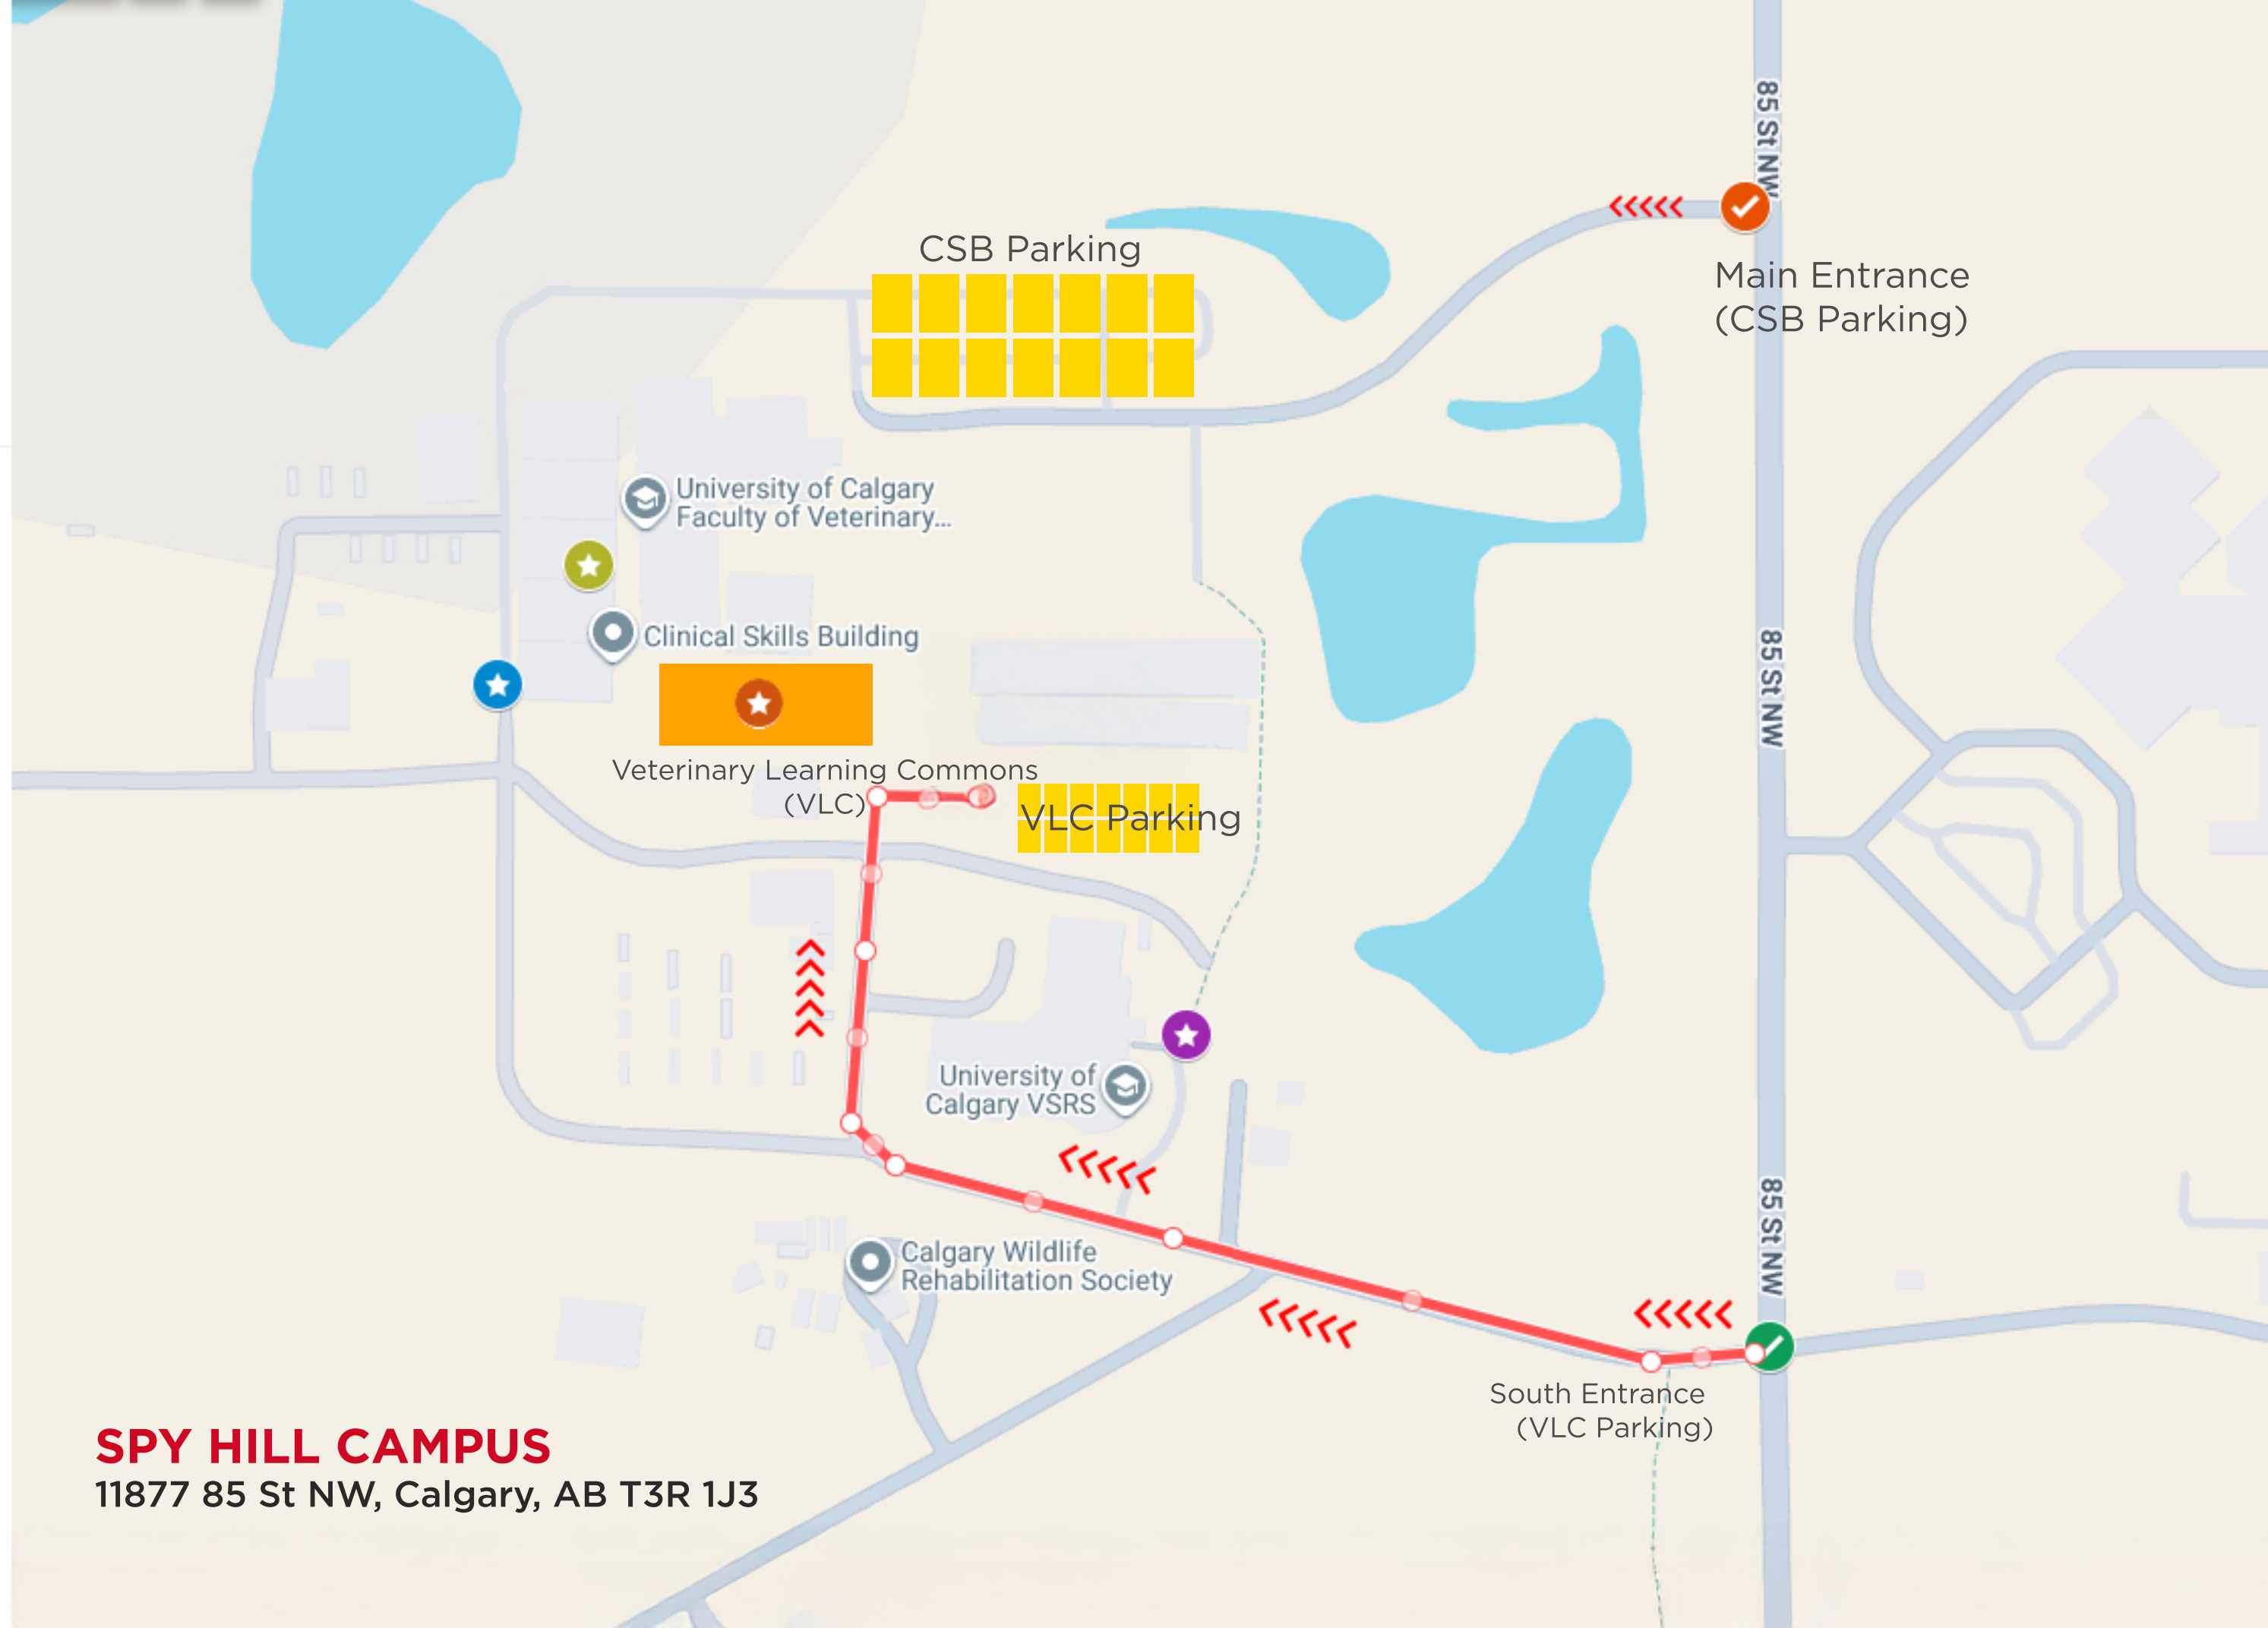 85 St NW
CSB Parking
Main Entrance
(CSB Parking)
University of Calgary
Faculty of Veterinary...
Clinical Skills Building
85 St NW
Veterinary Learning Commons
(VLC)
VLC Parking
University of
Calgary VSRS
85 St NW
Calgary Wildlife
Rehabilitation Society
South Entrance
(VLC Parking)
SPY HILL CAMPUS
11877 85 St NW, Calgary, AB T3R 1J3